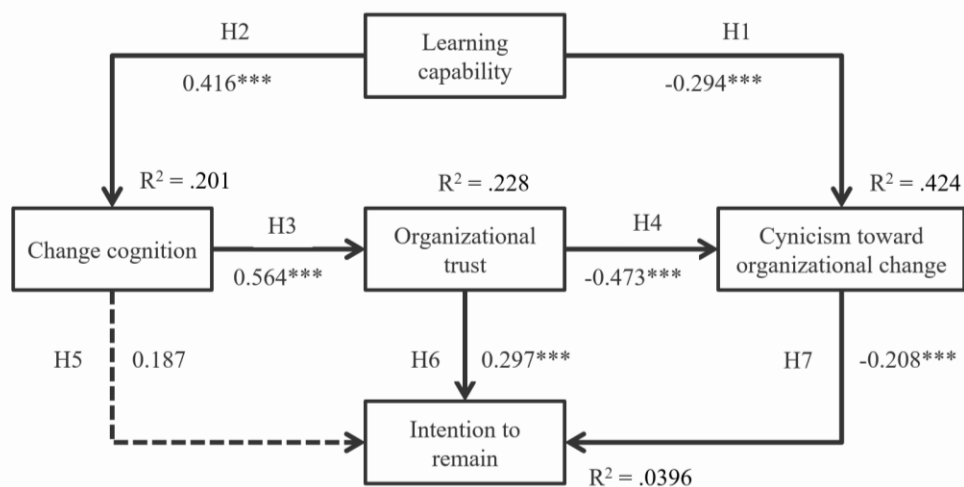 H2
Learning
capability
H1
0.416***
-0.294***
R² = .201
R² = .228
R² = .424
Change cognition
H3
0.564***
Organizational
trust
H4
-0.473***
Cynicism toward
organizational change
H5
0.187
H6
0.297***
H7
-0.208***
Intention to
remain
R² = .0396